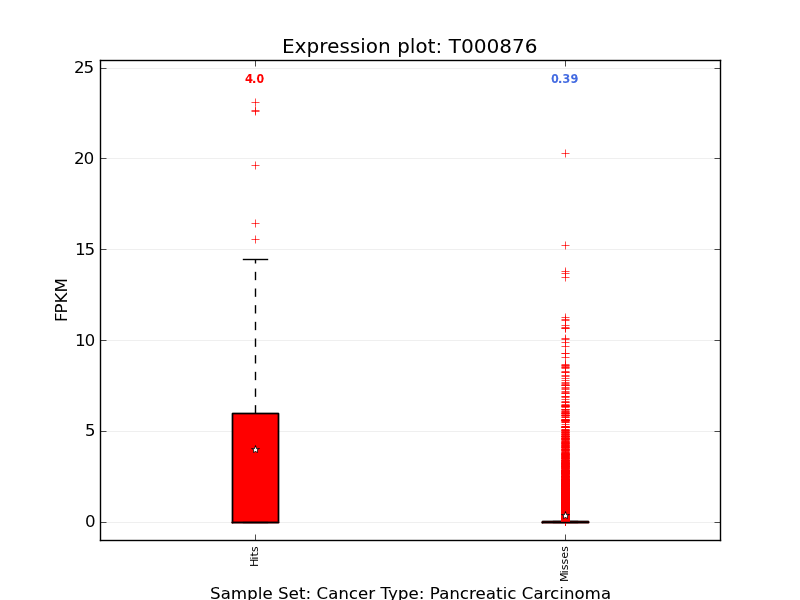 Expression plot: T000876
4.0
0.39
25
20
15
10
5
0
FPKM
Hits
Misses
Sample Set: Cancer Type: Pancreatic Carcinoma